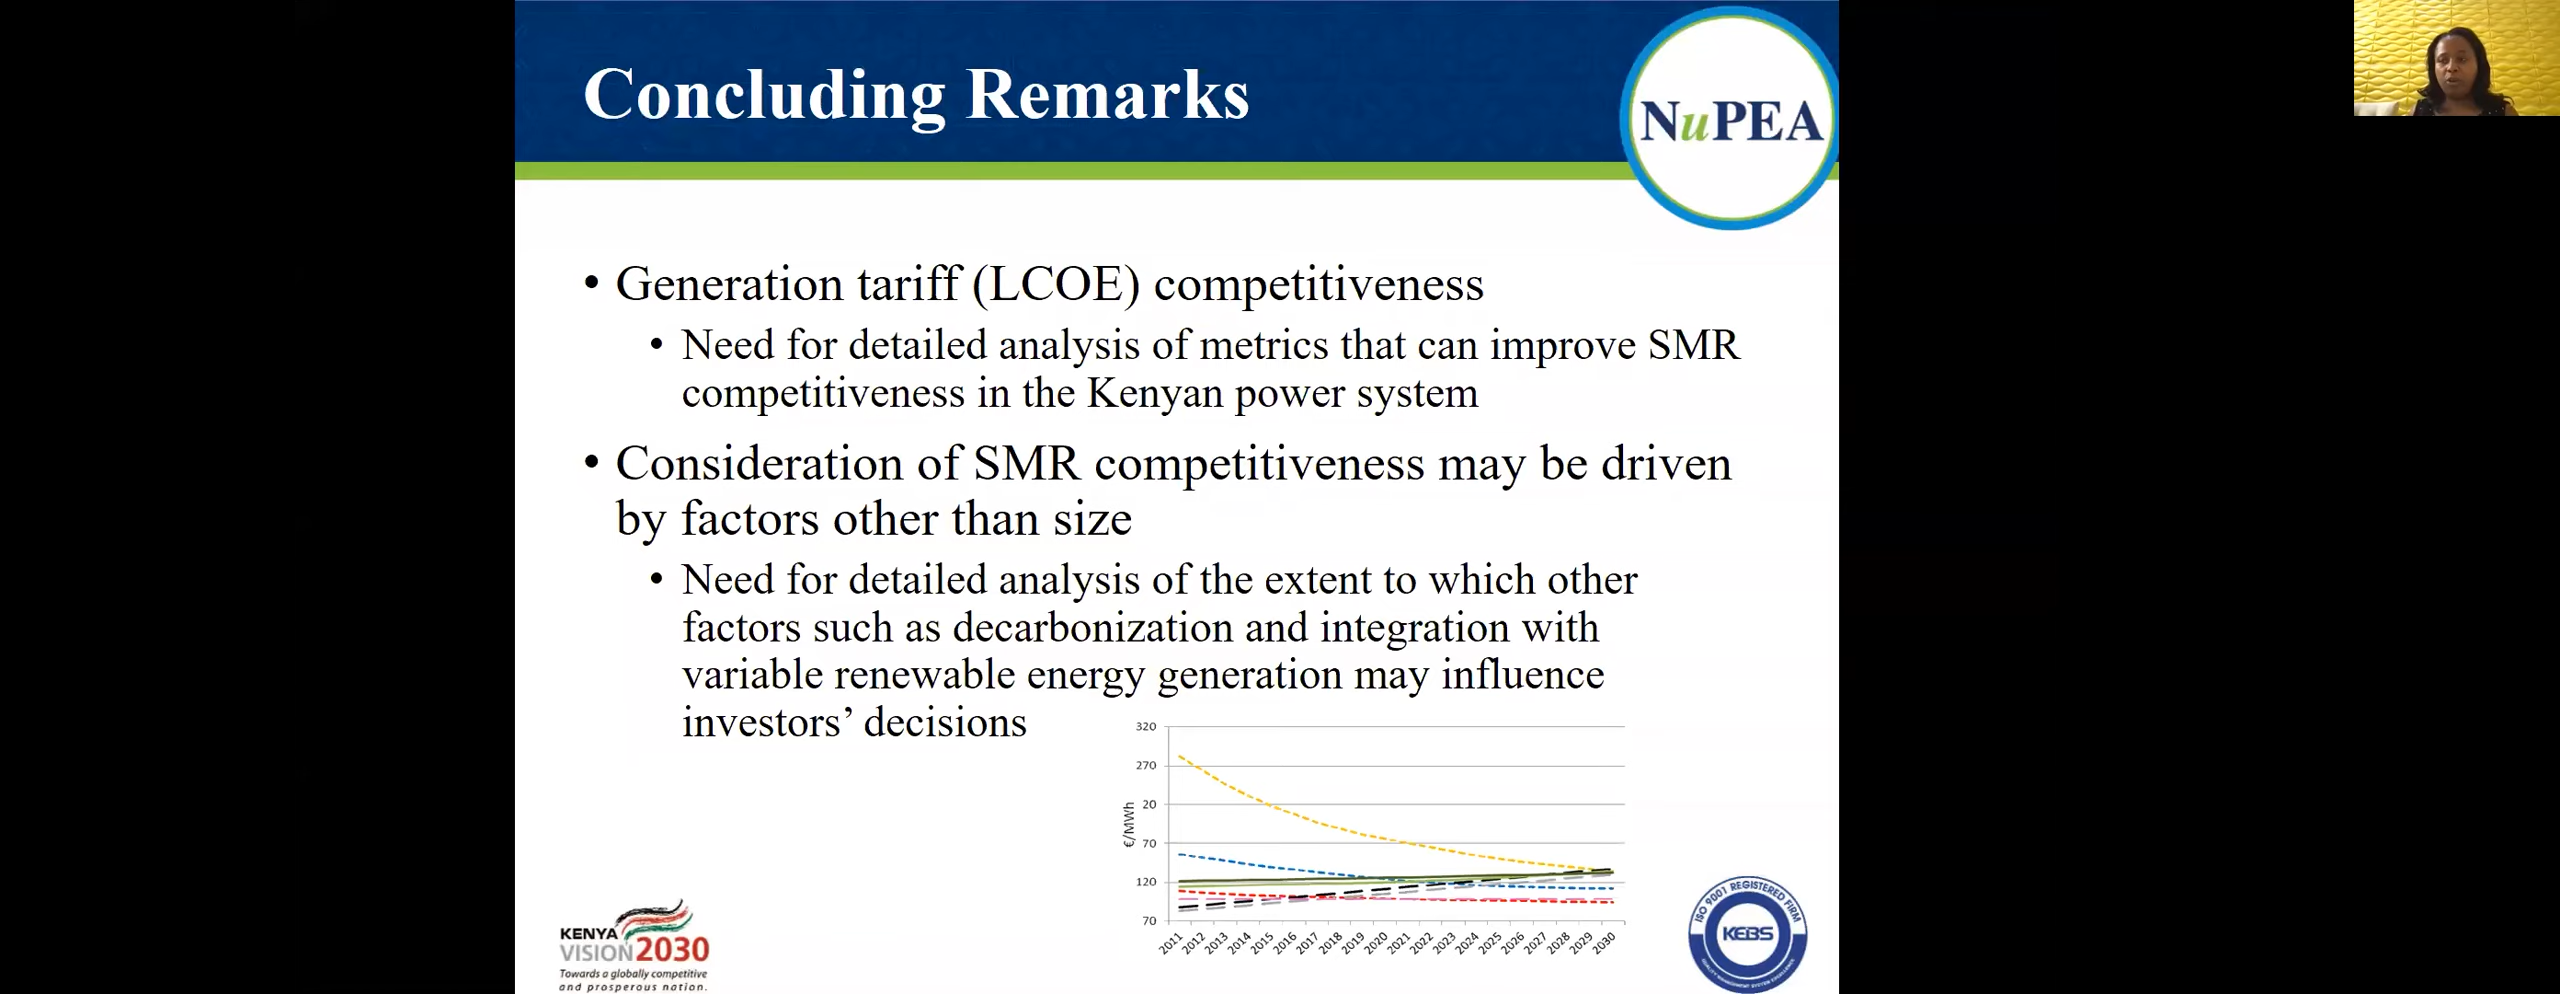 Concluding Remarks
NuPEA
• Generation tariff (LCOE) competitiveness
• Need for detailed analysis of metrics that can improve SMR
competitiveness in the Kenyan power system
• Consideration of SMR competitiveness may be driven
by factors other than size
• Need for detailed analysis of the extent to which other
factors such as decarbonization and integration with
variable renewable energy generation may influence
investors’ decisions
320
270
20
70
120
70
€/MWh
2011 2012 2013 2014 2015 2016 2017 2018 2019 2020 2021 2022 2023 2024 2025 2026 2027 2028 2029 2030
KENYA
VISION 2030
Towards a globally competitive
and prosperous nation.
ISO 9001 REGISTERED FIRM
KEBS